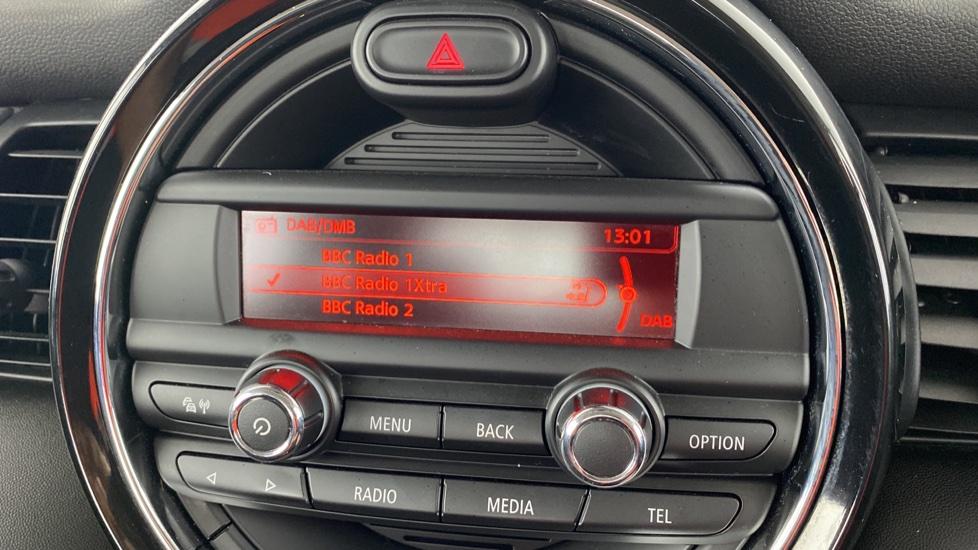 DAB/DMB
13:01
BBC Radio 1
BBC Radio 1Xtra
BBC Radio 2
DAB
MENU
BACK
OPTION
RADIO
MEDIA
TEL